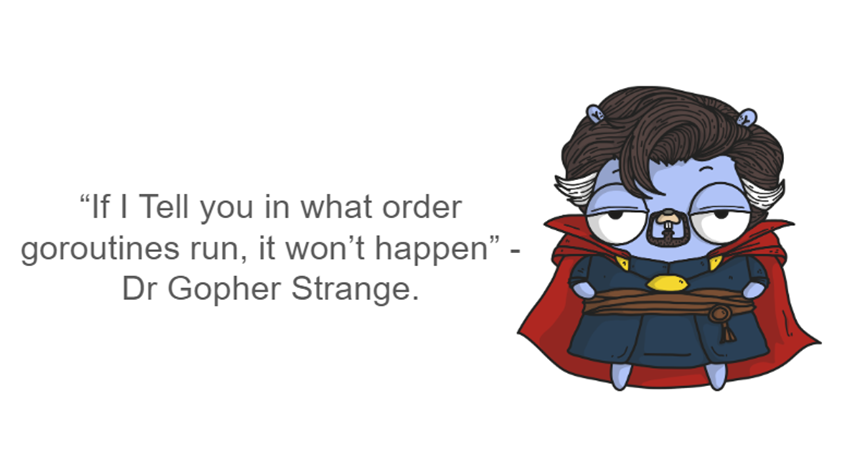 “If I Tell you in what order
goroutines run, it won’t happen” -
Dr Gopher Strange.